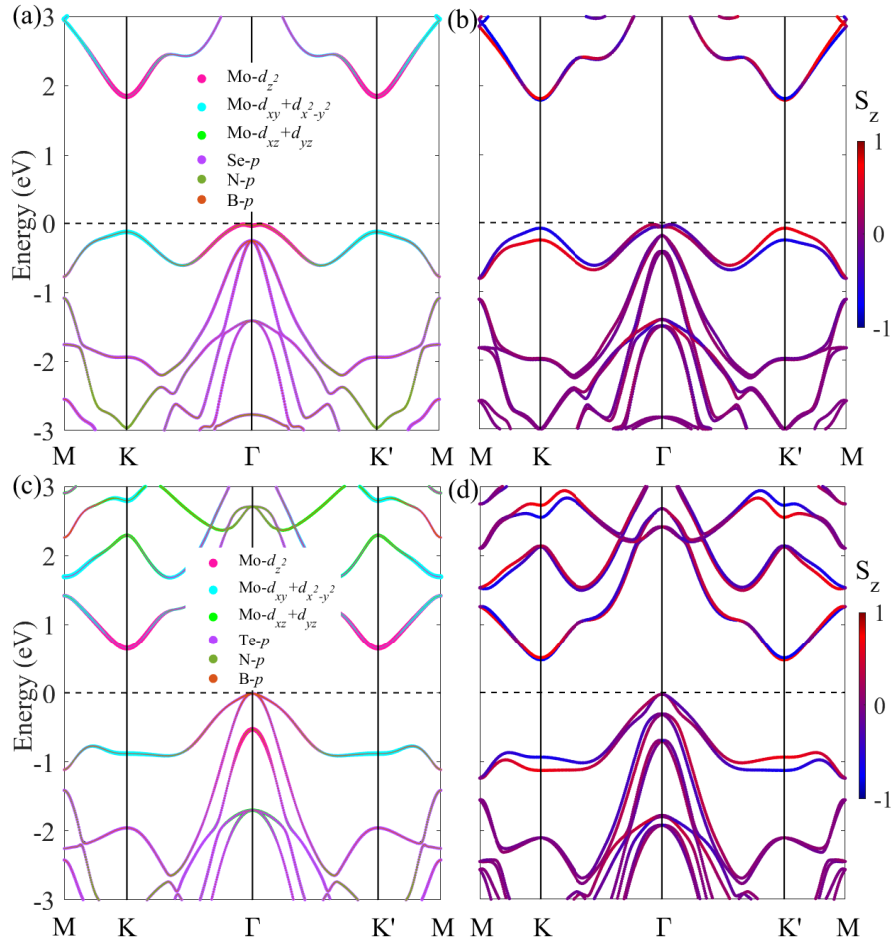 (a)
3
2
1
0
-1
-2
-3
Energy (eV)
Mo-d_{z^2}
Mo-d_{xy}+d_{x^2-y^2}
Mo-d_{xz}+d_{yz}
Se-p
N-p
B-p
M K Γ K' M
(b)
S_z
1
0
-1
M K Γ K' M
(c)
3
2
1
0
-1
-2
-3
Energy (eV)
Mo-d_{z^2}
Mo-d_{xy}+d_{x^2-y^2}
Mo-d_{xz}+d_{yz}
Te-p
N-p
B-p
M K Γ K' M
(d)
S_z
1
0
-1
M K Γ K' M